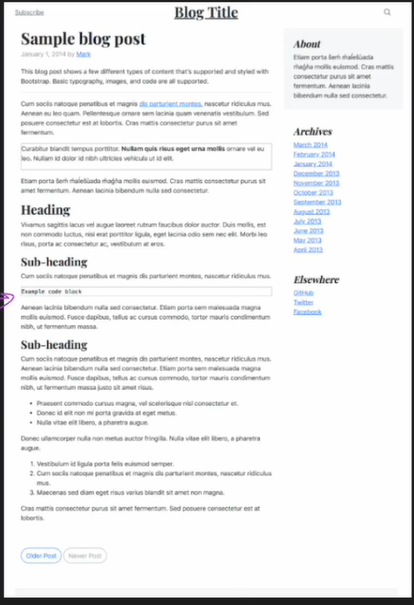 Subscribe
Blog Title
Sample blog post
January 1, 2014 by Mark
This blog post shows a few different types of content that's supported and styled with
Bootstrap. Basic typography, images, and code are all supported.
Cum sociis natoque penatibus et magnis dis parturient montes, nascetur ridiculus mus.
Aenean eu leo quam. Pellentesque ornare sem lacinia quam venenatis vestibulum. Sed
posuere consectetur est at lobortis. Cras mattis consectetur purus sit amet
fermentum.
Curabitur blandit tempus porttitor. Nullam quis risus eget urna mollis ornare vel eu
leo. Nullam id dolor id nibh ultricies vehicula ut id elit.
Etiam porta mollis euismod. Cras mattis consectetur purus sit
amet fermentum. Aenean lacinia bibendum nulla sed consectetur.
Heading
Vivamus sagittis lacus vel augue laoreet rutrum faucibus dolor auctor. Duis mollis, est
non commodo luctus, nisi erat porttitor ligula, eget lacinia odio sem nec elit. Morbi leo
risus, porta ac consectetur ac, vestibulum at eros.
Sub-heading
Cum sociis natoque penatibus et magnis dis parturient montes, nascetur ridiculus mus.
Example code block
Aenean lacinia bibendum nulla sed consectetur. Etiam porta sem malesuada magna
mollis euismod. Fusce dapibus, tellus ac cursus commodo, tortor mauris condimentum
nibh, ut fermentum massa.
Sub-heading
Cum sociis natoque penatibus et magnis dis parturient montes, nascetur ridiculus mus.
Aenean lacinia bibendum nulla sed consectetur. Etiam porta sem malesuada magna
mollis euismod. Fusce dapibus, tellus ac cursus commodo, tortor mauris condimentum
nibh, ut fermentum massa justo sit amet risus.
• Praesent commodo cursus magna, vel scelerisque nisl consectetur et.
• Donec id elit non mi porta gravida at eget metus.
• Nulla vitae elit libero, a pharetra augue.
Donec ullamcorper nulla non metus auctor fringilla. Nulla vitae elit libero, a pharetra
augue.
1. Vestibulum id ligula porta felis euismod semper.
2. Cum sociis natoque penatibus et magnis dis parturient montes, nascetur ridiculus
mus.
3. Maecenas sed diam eget risus varius blandit sit amet non magna.
Cras mattis consectetur purus sit amet fermentum. Sed posuere consectetur est at
lobortis.
Older Post
Newer Post
About
Etiam porta
mollis euismod. Cras mattis
consectetur purus sit amet
fermentum. Aenean lacinia
bibendum nulla sed consectetur.
Archives
March 2014
February 2014
January 2014
December 2013
November 2013
October 2013
September 2013
August 2013
July 2013
June 2013
May 2013
April 2013
Elsewhere
GitHub
Twitter
Facebook